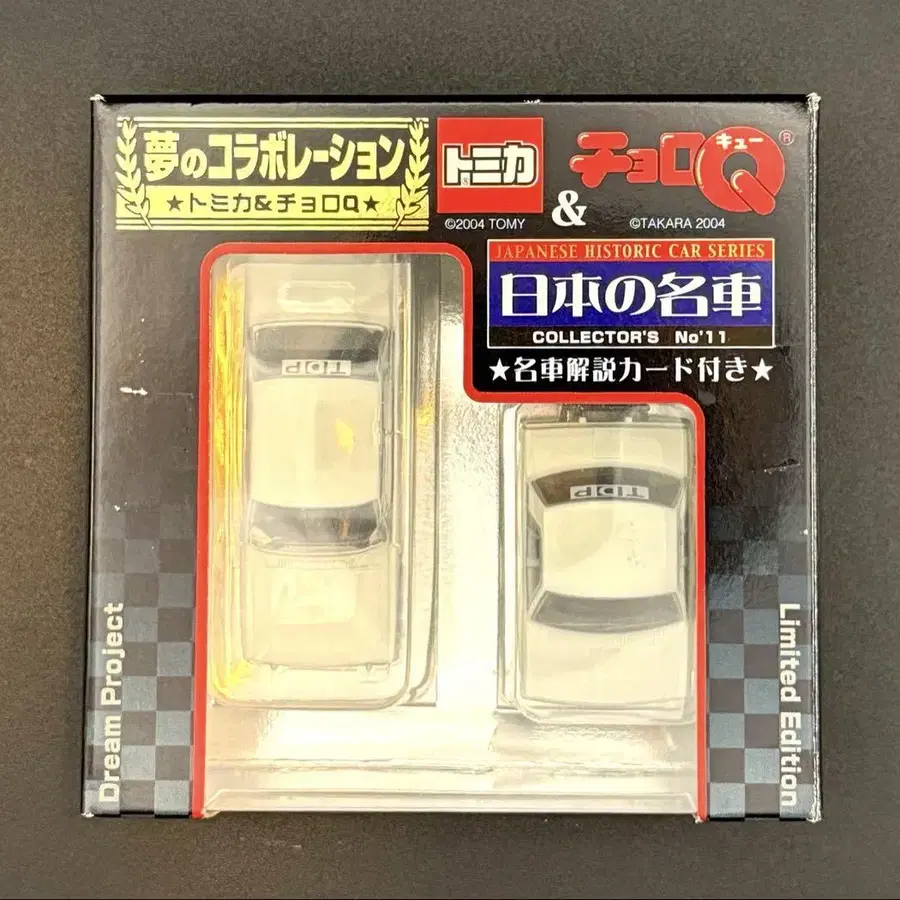 夢のコラボレーション
★トミカ&チョロQ★
トミカ
©2004 TOMY
&
チョロQ
キュー
®
©TAKARA 2004
JAPANESE HISTORIC CAR SERIES
日本の名車
COLLECTOR'S No'11
★名車解説カード付き★
TDP
TDP
Dream Project
Limited Edition